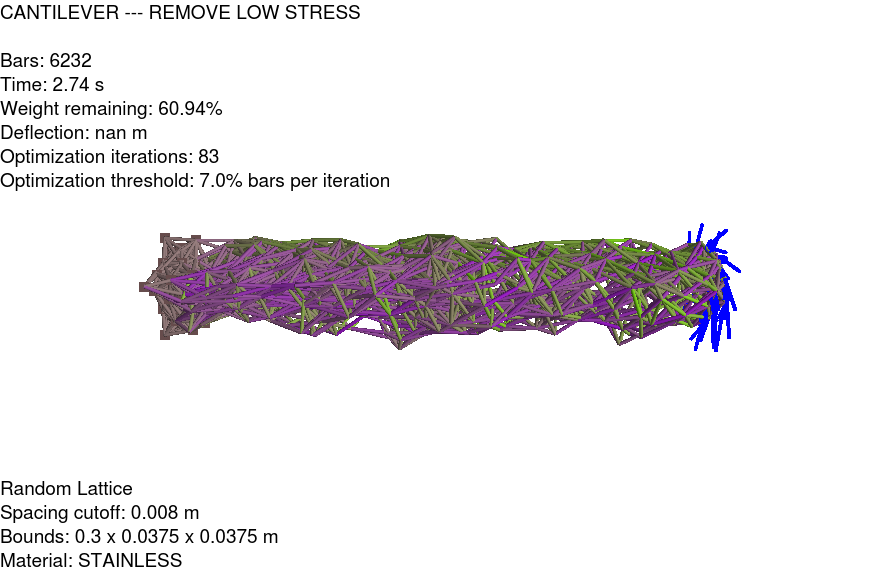 CANTILEVER --- REMOVE LOW STRESS
Bars: 6232
Time: 2.74 s
Weight remaining: 60.94%
Deflection: nan m
Optimization iterations: 83
Optimization threshold: 7.0% bars per iteration
Random Lattice
Spacing cutoff: 0.008 m
Bounds: 0.3 x 0.0375 x 0.0375 m
Material: STAINLESS